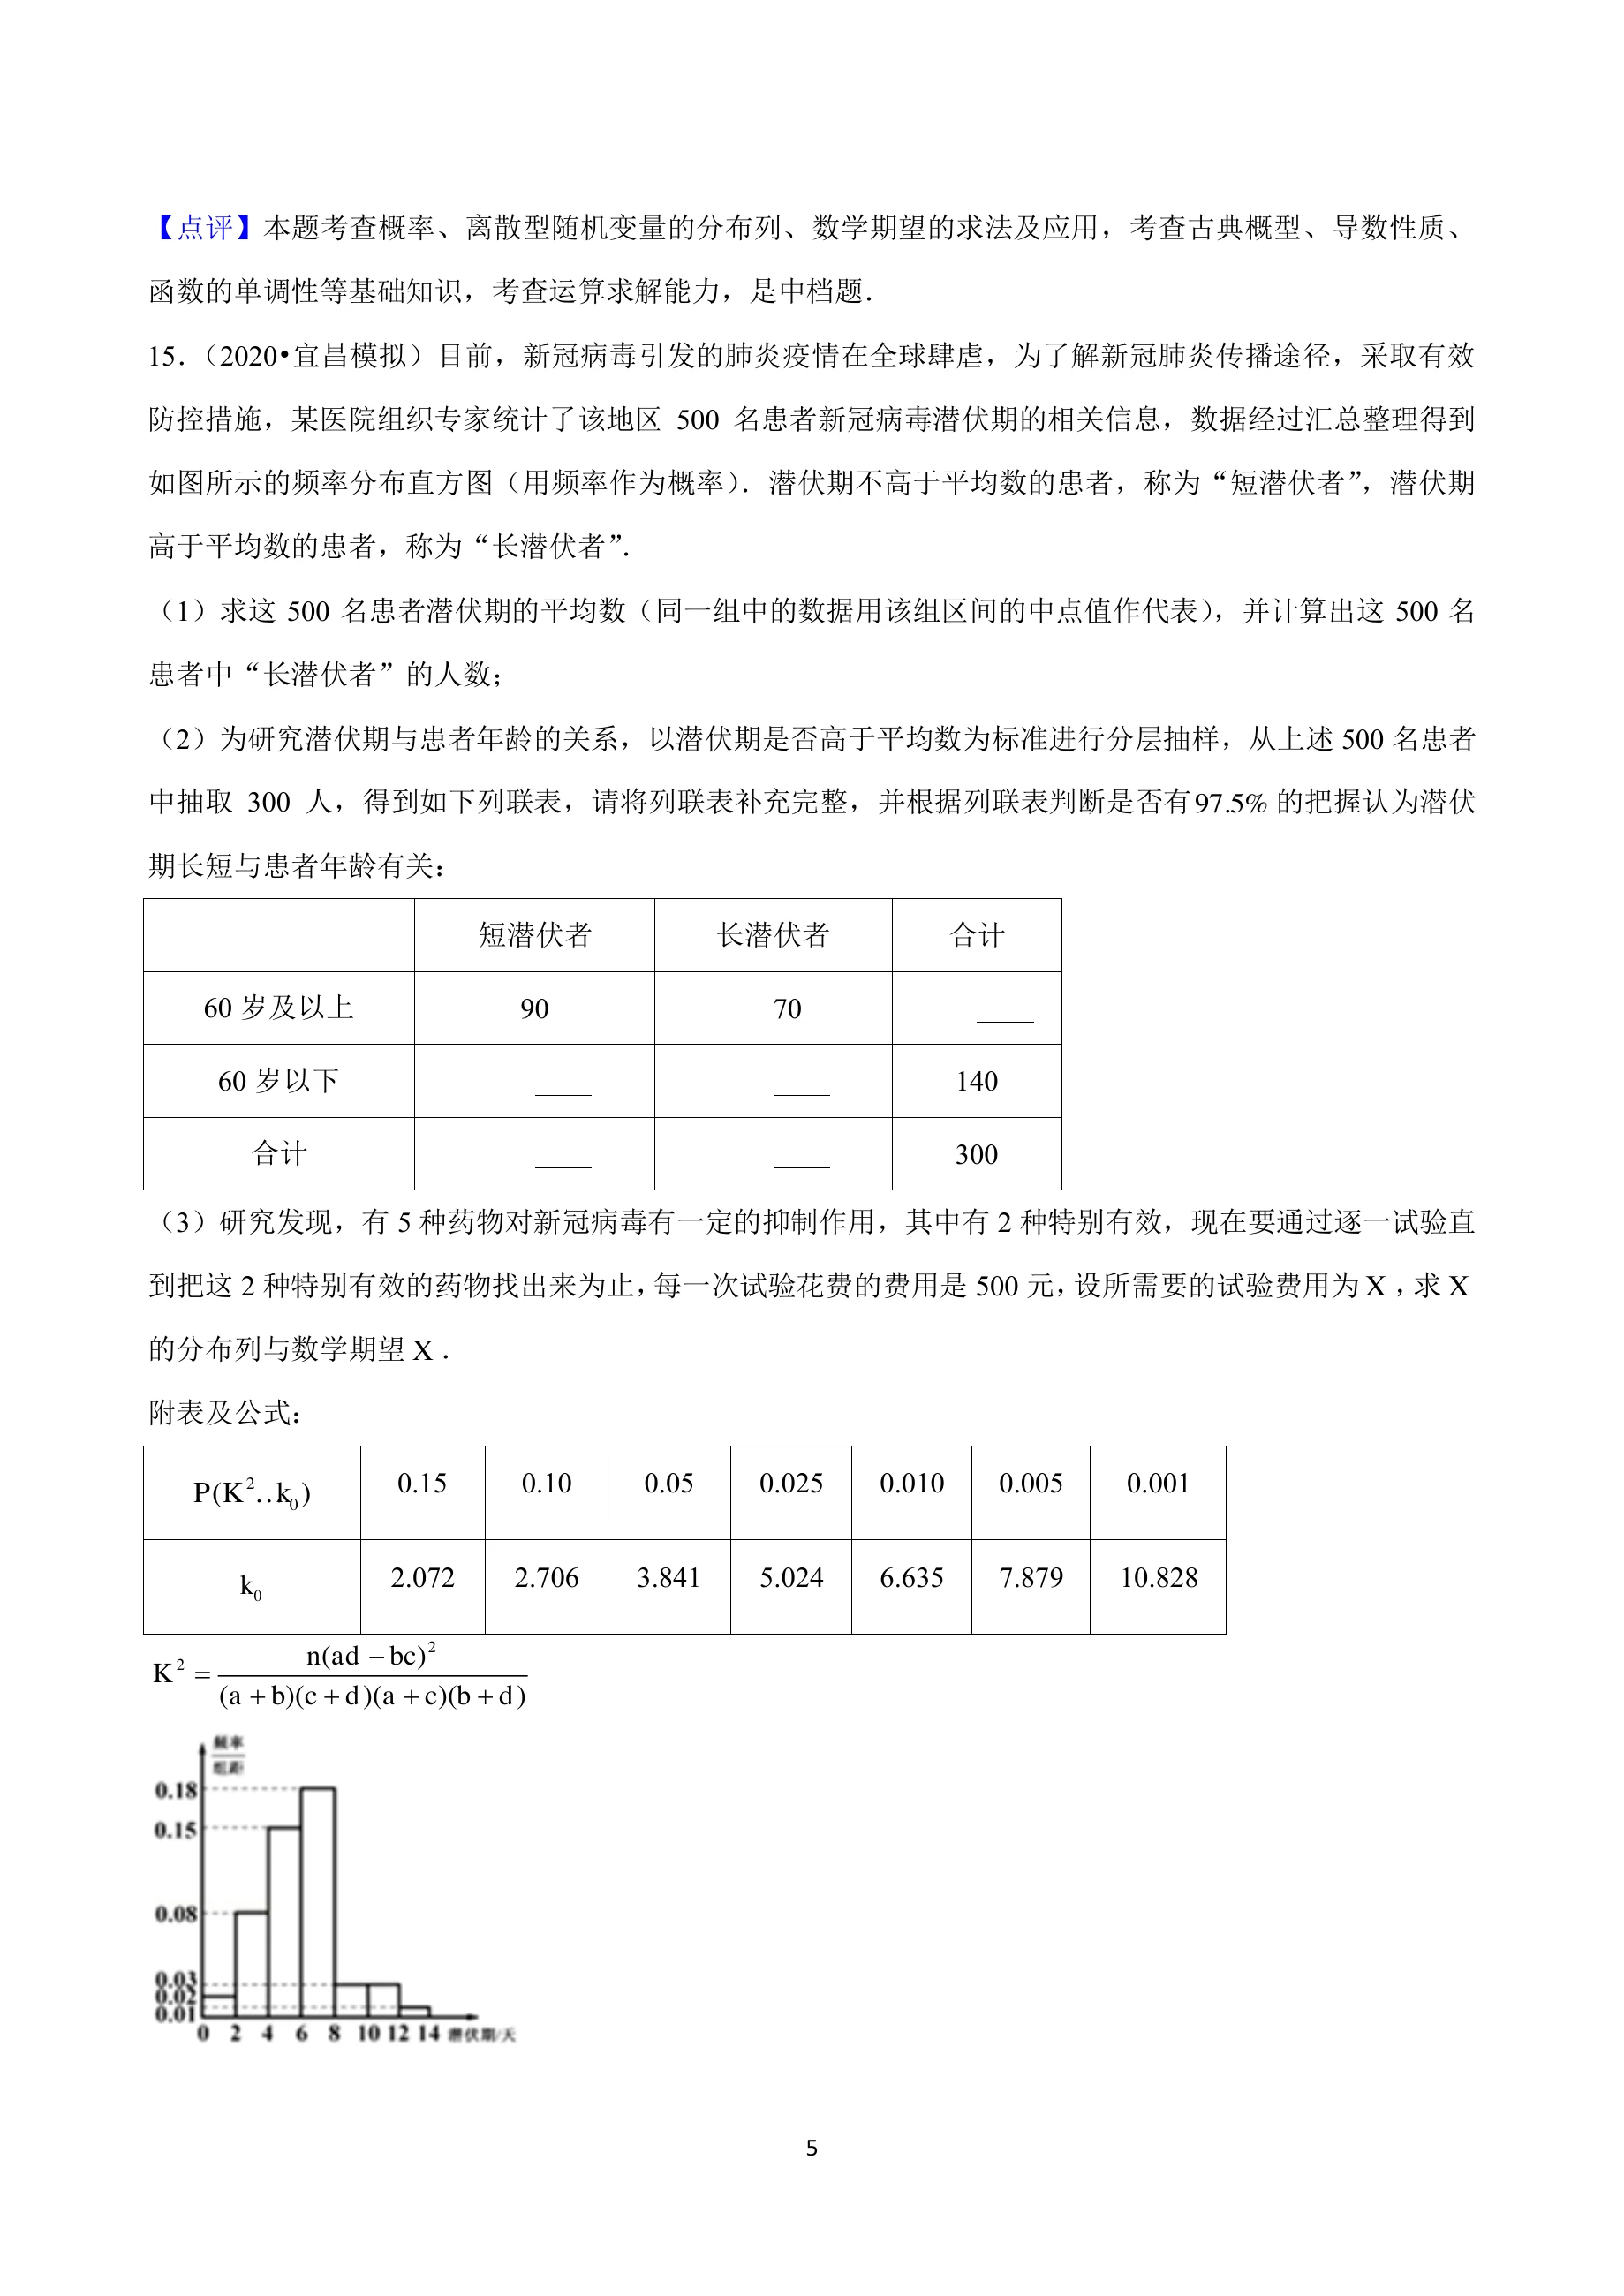 【点评】本题考查概率、离散型随机变量的分布列、数学期望的求法及应用，考查古典概型、导数性质、
函数的单调性等基础知识，考查运算求解能力，是中档题．
15．（2020•宜昌模拟）目前，新冠病毒引发的肺炎疫情在全球肆虐，为了解新冠肺炎传播途径，采取有效
防控措施，某医院组织专家统计了该地区 500 名患者新冠病毒潜伏期的相关信息，数据经过汇总整理得到
如图所示的频率分布直方图（用频率作为概率）．潜伏期不高于平均数的患者，称为“短潜伏者”，潜伏期
高于平均数的患者，称为“长潜伏者”．
（1）求这 500 名患者潜伏期的平均数（同一组中的数据用该组区间的中点值作代表），并计算出这 500 名
患者中“长潜伏者”的人数；
（2）为研究潜伏期与患者年龄的关系，以潜伏期是否高于平均数为标准进行分层抽样，从上述 500 名患者
中抽取 300 人，得到如下列联表，请将列联表补充完整，并根据列联表判断是否有 97.5% 的把握认为潜伏
期长短与患者年龄有关：
短潜伏者 长潜伏者 合计
60 岁及以上 90 70 ____
60 岁以下 ____ ____ 140
合计 ____ ____ 300
（3）研究发现，有 5 种药物对新冠病毒有一定的抑制作用，其中有 2 种特别有效，现在要通过逐一试验直
到把这 2 种特别有效的药物找出来为止，每一次试验花费的费用是 500 元，设所需要的试验费用为 X ，求 X
的分布列与数学期望 X ．
附表及公式：
P(K²‥k₀) 0.15 0.10 0.05 0.025 0.010 0.005 0.001
k₀ 2.072 2.706 3.841 5.024 6.635 7.879 10.828
K² = n(ad − bc)² / (a + b)(c + d)(a + c)(b + d)
频率
组距
0.18
0.15
0.08
0.03
0.02
0.01
0 2 4 6 8 10 12 14 潜伏期/天
5